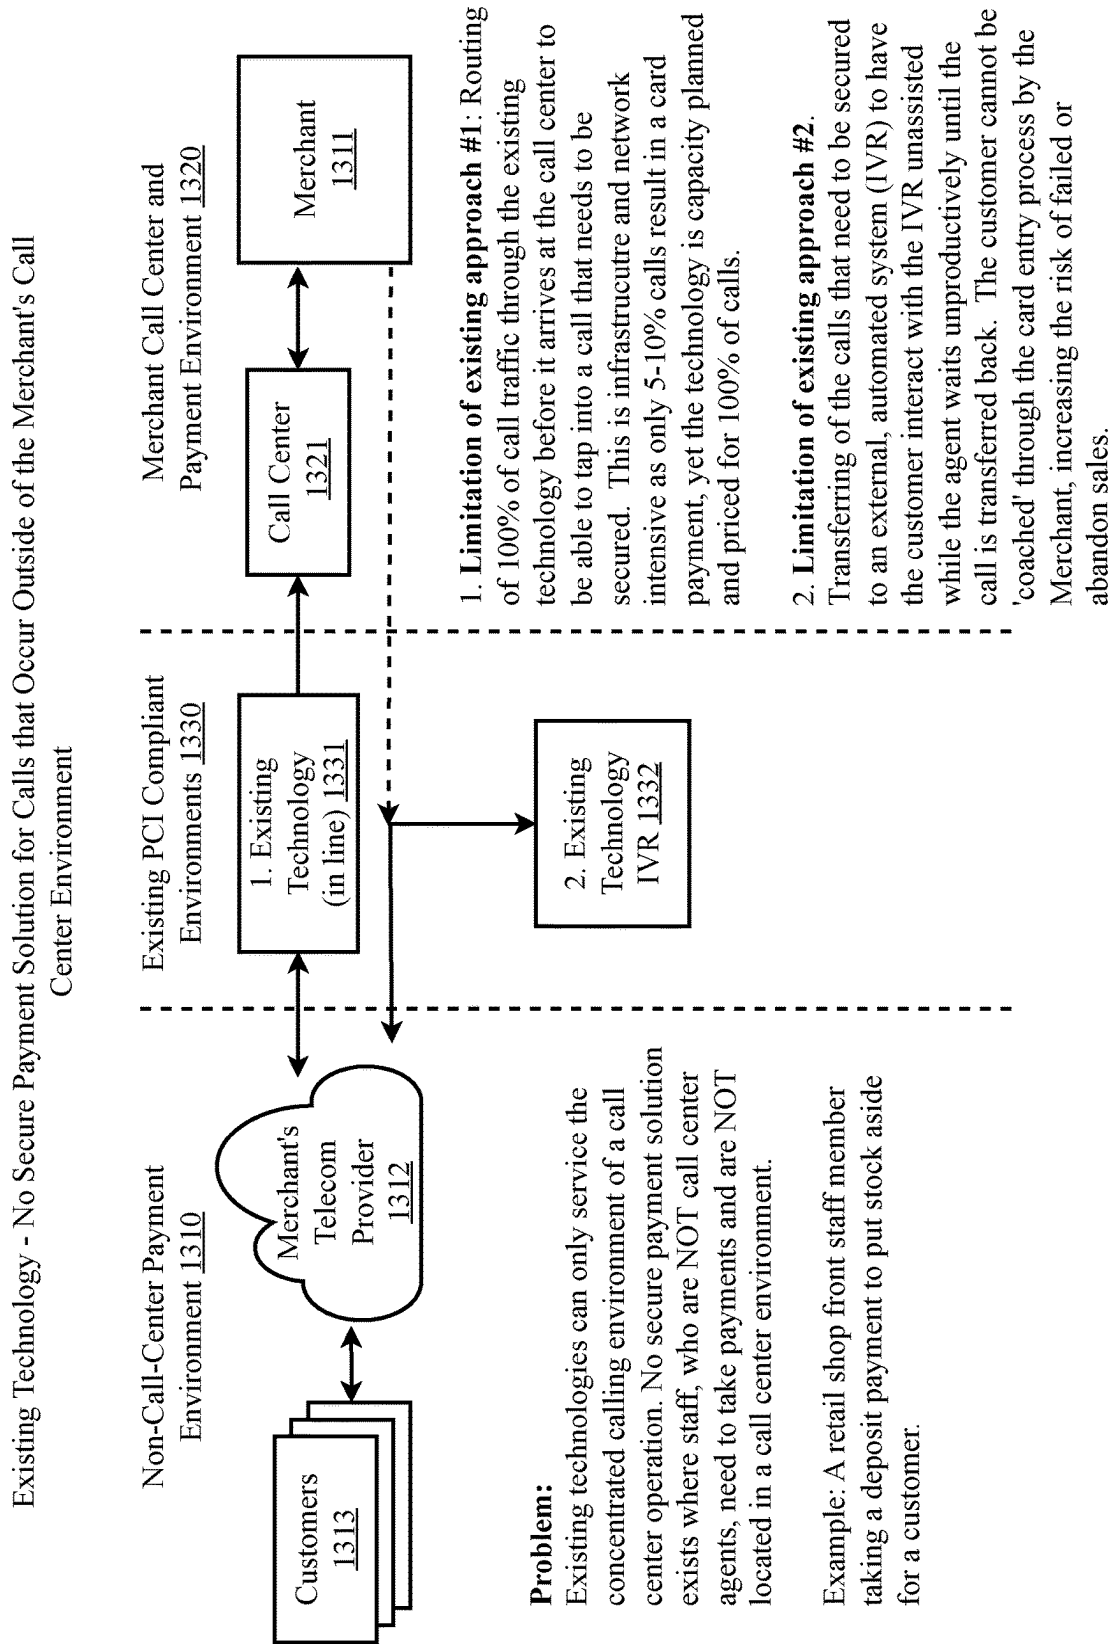 Existing Technology - No Secure Payment Solution for Calls that Occur Outside of the Merchant's Call
Center Environment
Non-Call-Center Payment
Environment 1310
Existing PCI Compliant
Environments 1330
Merchant Call Center and
Payment Environment 1320
Customers
1313
Merchant's
Telecom
Provider
1312
1. Existing
Technology
(in line) 1331
Call Center
1321
Merchant
1311
2. Existing
Technology
IVR 1332
Problem:
Existing technologies can only service the
concentrated calling environment of a call
center operation. No secure payment solution
exists where staff, who are NOT call center
agents, need to take payments and are NOT
located in a call center environment.
Example: A retail shop front staff member
taking a deposit payment to put stock aside
for a customer.
1. Limitation of existing approach #1: Routing
of 100% of call traffic through the existing
technology before it arrives at the call center to
be able to tap into a call that needs to be
secured. This is infrastrucutre and network
intensive as only 5-10% calls result in a card
payment, yet the technology is capacity planned
and priced for 100% of calls.
2. Limitation of existing approach #2.
Transferring of the calls that need to be secured
to an external, automated system (IVR) to have
the customer interact with the IVR unassisted
while the agent waits unproductively until the
call is transferred back. The customer cannot be
'coached' through the card entry process by the
Merchant, increasing the risk of failed or
abandon sales.